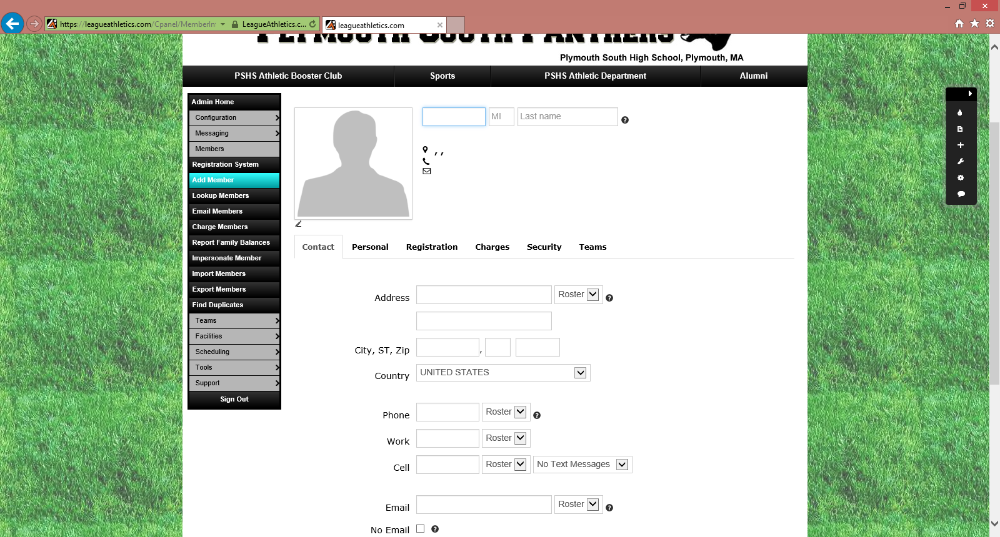 https://leagueathletics.com/Cpanel/MemberIn
LeagueAthletics.c...
leagueathletics.com
PLYMOUTH SOUTH PANTHERS
Plymouth South High School, Plymouth, MA
PSHS Athletic Booster Club
Sports
PSHS Athletic Department
Alumni
Admin Home
Configuration
Messaging
Members
Registration System
Add Member
Lookup Members
Email Members
Charge Members
Report Family Balances
Impersonate Member
Import Members
Export Members
Find Duplicates
Teams
Facilities
Scheduling
Tools
Support
Sign Out
MI
Last name
, ,
Contact
Personal
Registration
Charges
Security
Teams
Address
Roster
City, ST, Zip
,
Country
UNITED STATES
Phone
Roster
Work
Roster
Cell
Roster
No Text Messages
Email
Roster
No Email